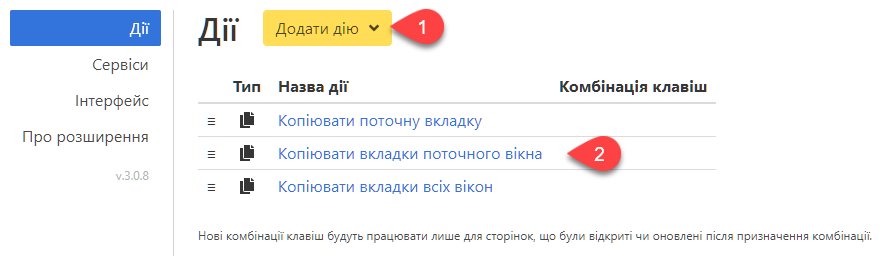 Дії
Сервіси
Інтерфейс
Про розширення
v.3.0.8
Дії Додати дію 1
Тип Назва дії Комбінація клавіш
Копіювати поточну вкладку
Копіювати вкладки поточного вікна 2
Копіювати вкладки всіх вікон
Нові комбінації клавіш будуть працювати лише для сторінок, що були відкриті чи оновлені після призначення комбінації.